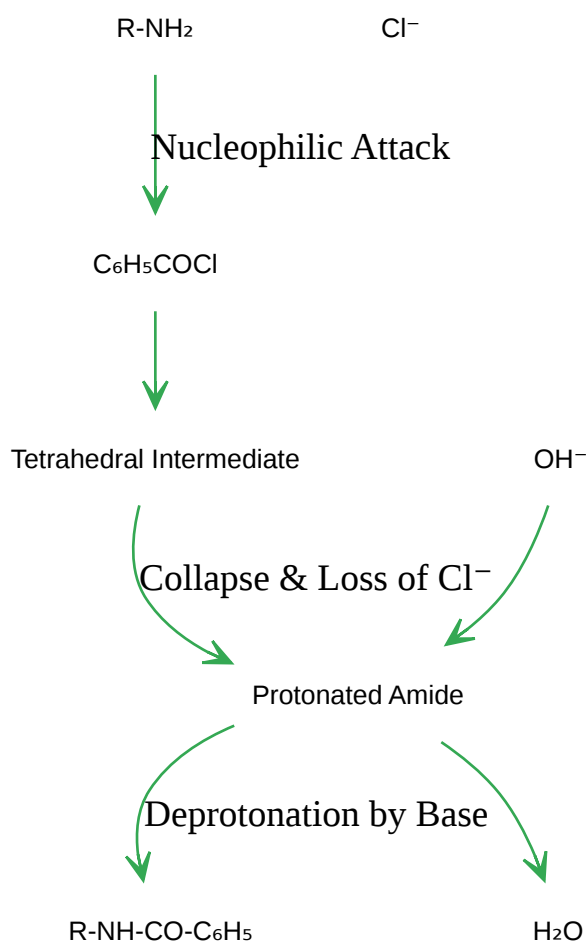 R-NH₂ Cl⁻
Nucleophilic Attack
C₆H₅COCl
Tetrahedral Intermediate OH⁻
Collapse & Loss of Cl⁻
Protonated Amide
Deprotonation by Base
R-NH-CO-C₆H₅ H₂O